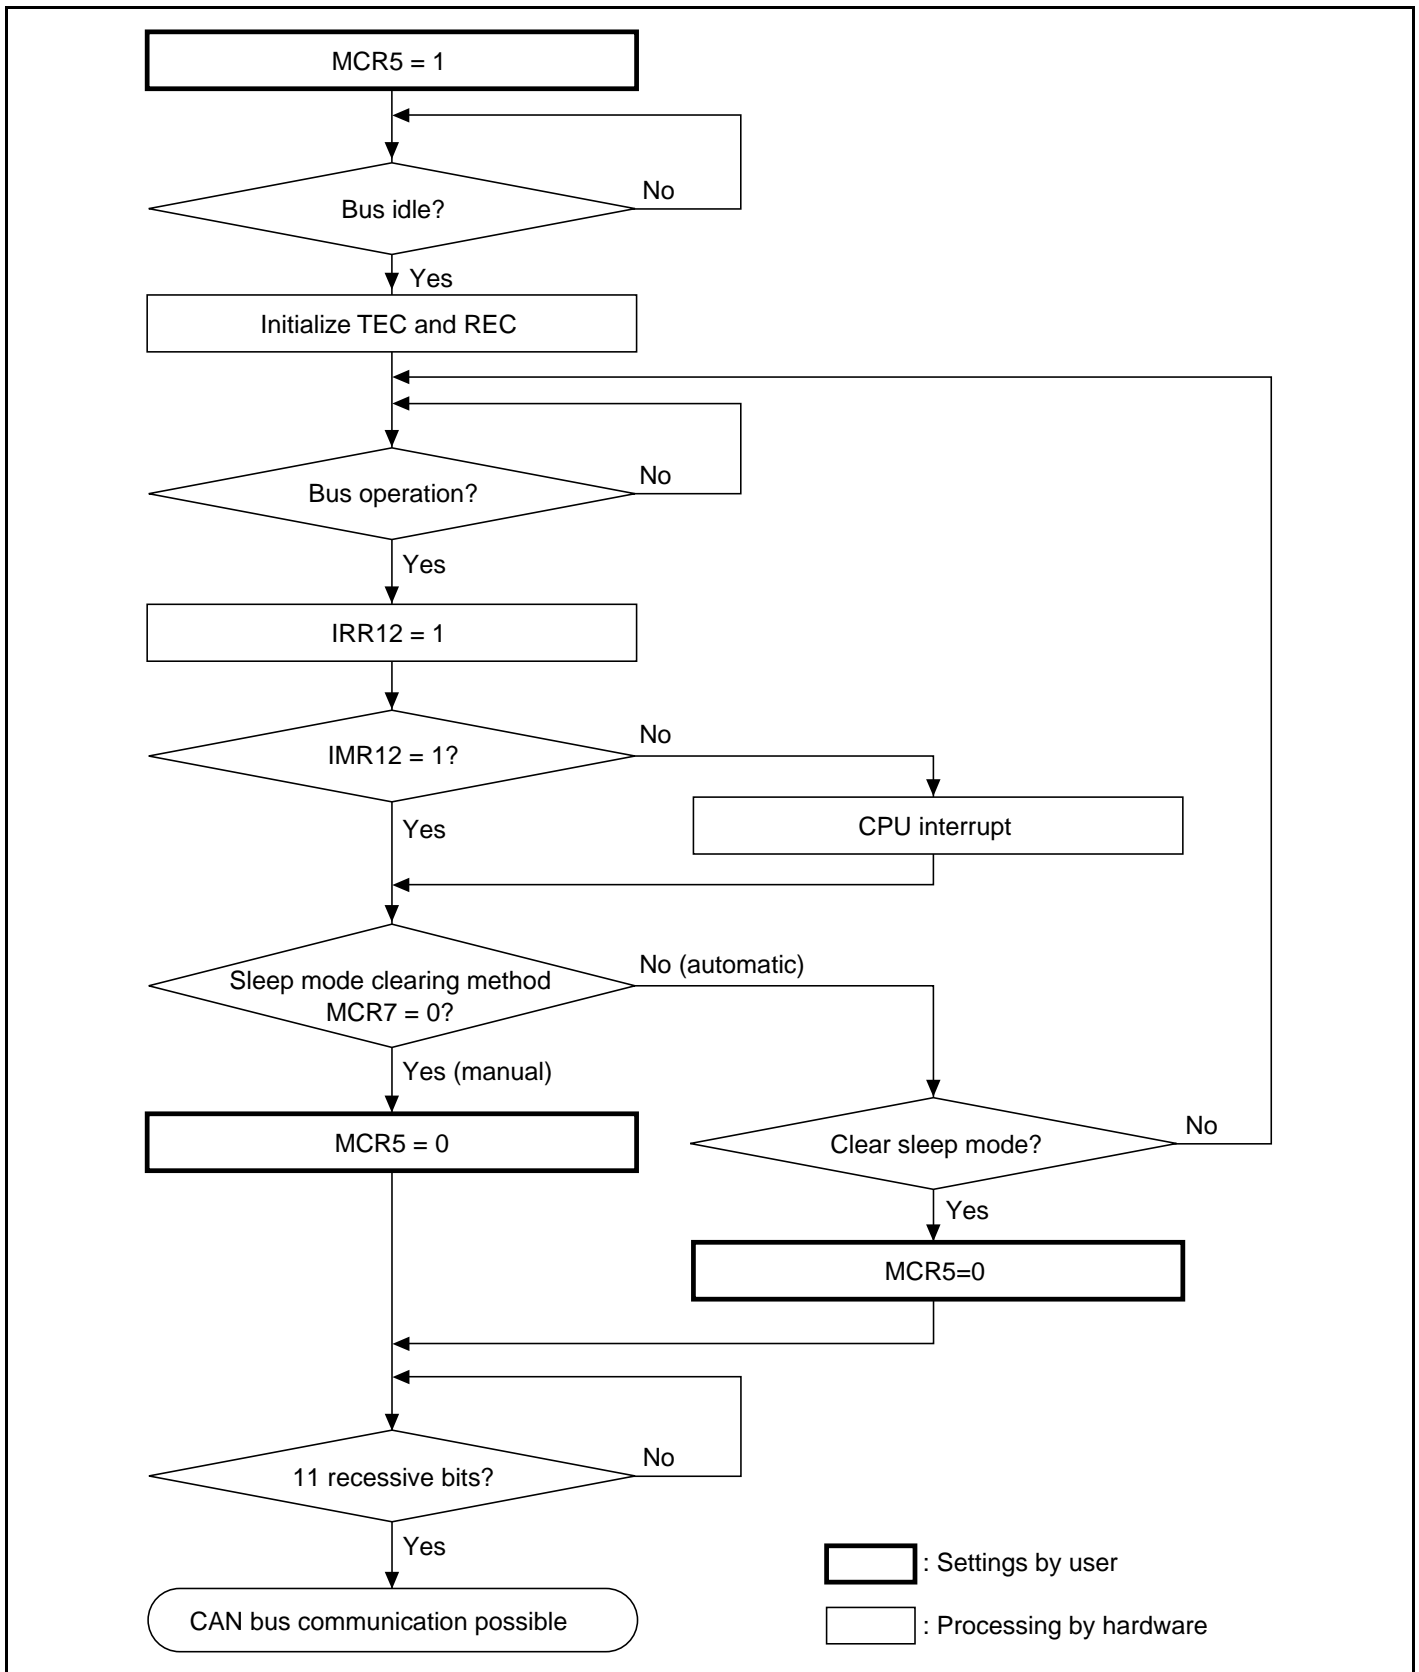 MCR5 = 1
No
Bus idle?
Yes
Initialize TEC and REC
No
Bus operation?
Yes
IRR12 = 1
No
IMR12 = 1?
CPU interrupt
Yes
No (automatic)
Sleep mode clearing method
MCR7 = 0?
Yes (manual)
MCR5 = 0
No
Clear sleep mode?
Yes
MCR5=0
No
11 recessive bits?
Yes
: Settings by user
CAN bus communication possible
: Processing by hardware